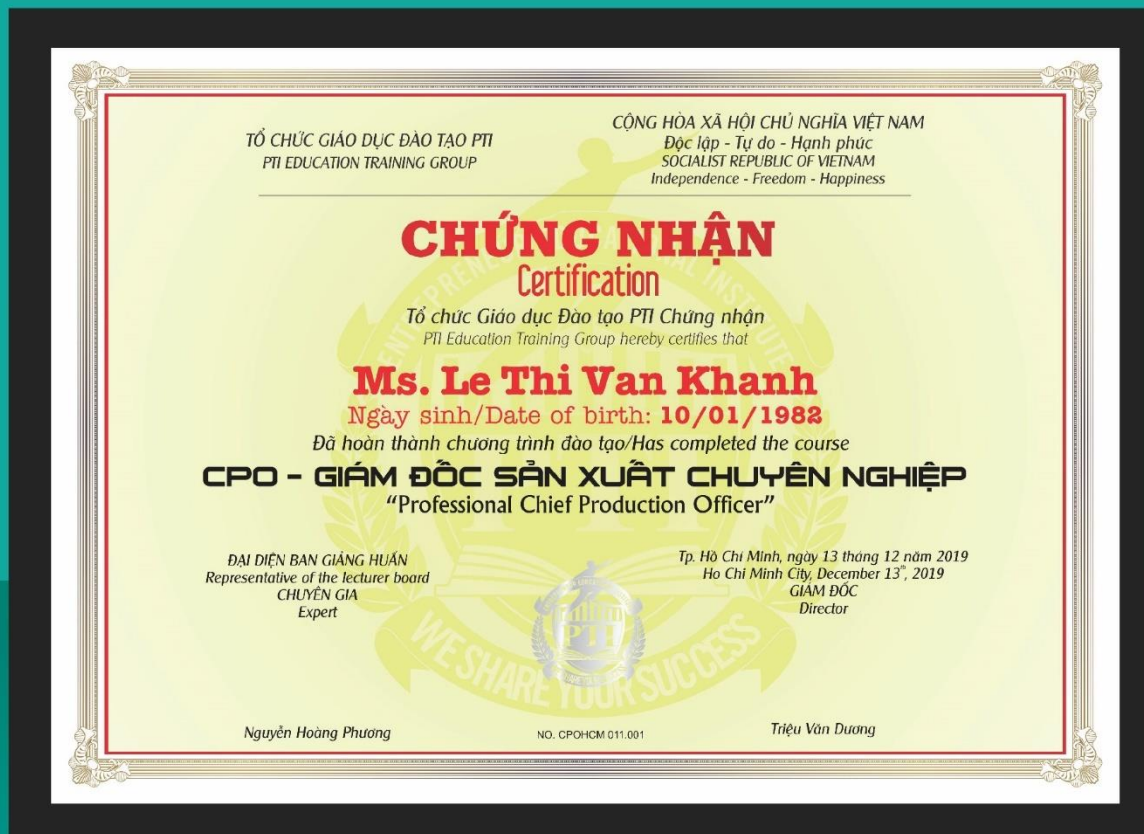 TỔ CHỨC GIÁO DỤC ĐÀO TẠO PTI
PTI EDUCATION TRAINING GROUP
CỘNG HÒA XÃ HỘI CHỦ NGHĨA VIỆT NAM
Độc lập - Tự do - Hạnh phúc
SOCIALIST REPUBLIC OF VIETNAM
Independence - Freedom - Happiness
CHỨNG NHẬN
Certification
Tổ chức Giáo dục Đào tạo PTI Chứng nhận
PTI Education Training Group hereby certifies that
Ms. Le Thi Van Khanh
Ngày sinh/Date of birth: 10/01/1982
Đã hoàn thành chương trình đào tạo/Has completed the course
CPO - GIÁM ĐỐC SẢN XUẤT CHUYÊN NGHIỆP
“Professional Chief Production Officer”
ĐẠI DIỆN BAN GIẢNG HUẤN
Representative of the lecturer board
CHUYÊN GIA
Expert
Tp. Hồ Chí Minh, ngày 13 tháng 12 năm 2019
Ho Chi Minh City, December 13th, 2019
GIÁM ĐỐC
Director
PTI
WE SHARE YOUR SUCCESS
Nguyễn Hoàng Phương
NO. CPOHCM 011.001
Triệu Văn Dương